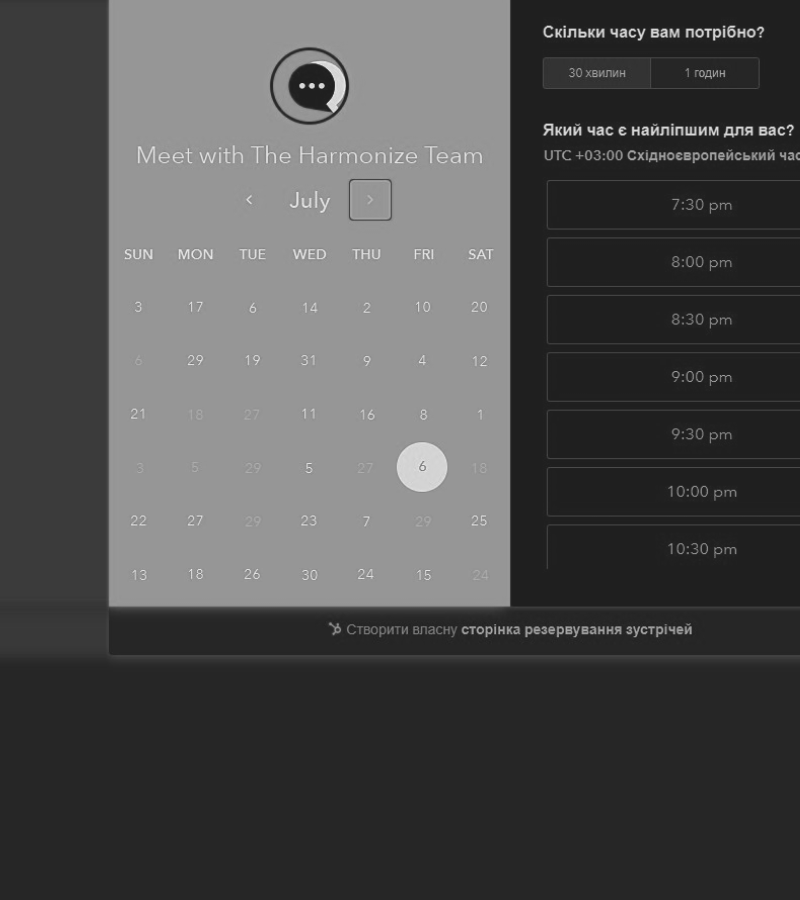 Meet with The Harmonize Team
July
SUN MON TUE WED THU FRI SAT
3 17 6 14 2 10 20
6 29 19 31 9 4 12
21 18 27 11 16 8 1
3 5 29 5 27 6 18
22 27 29 23 7 29 25
13 18 26 30 24 15 24
Скільки часу вам потрібно?
30 хвилин 1 годин
Який час є найліпшим для вас?
UTC +03:00 Східноєвропейський час
7:30 pm
8:00 pm
8:30 pm
9:00 pm
9:30 pm
10:00 pm
10:30 pm
Створити власну сторінка резервування зустрічей